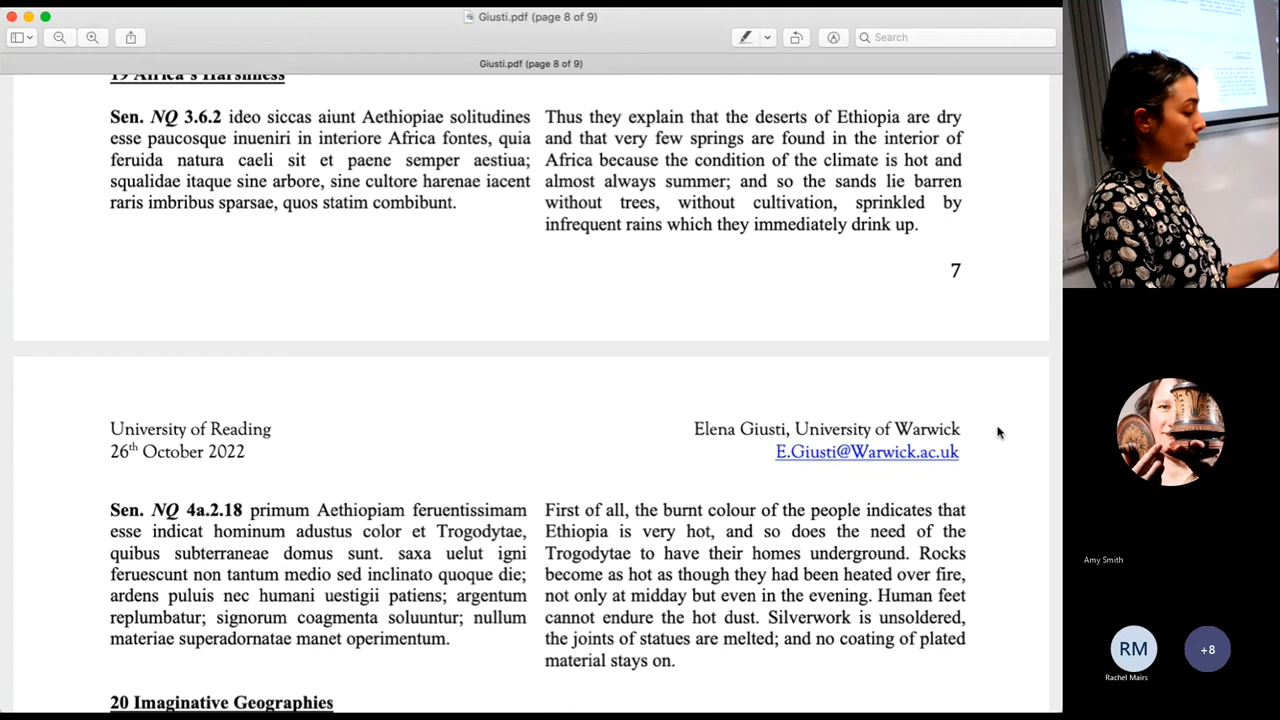 Giusti.pdf (page 8 of 9)
Search
Giusti.pdf (page 8 of 9)
19 Africa's Harshness
Sen. NQ 3.6.2 ideo siccas aiunt Aethiopiae solitudines
esse paucosque inueniri in interiore Africa fontes, quia
feruida natura caeli sit et paene semper aestiua;
squalidae itaque sine arbore, sine cultore harenae iacent
raris imbribus sparsae, quos statim combibunt.
Thus they explain that the deserts of Ethiopia are dry
and that very few springs are found in the interior of
Africa because the condition of the climate is hot and
almost always summer; and so the sands lie barren
without trees, without cultivation, sprinkled by
infrequent rains which they immediately drink up.
7
University of Reading
26th October 2022
Elena Giusti, University of Warwick
E.Giusti@Warwick.ac.uk
Sen. NQ 4a.2.18 primum Aethiopiam feruentissimam
esse indicat hominum adustus color et Trogodytae,
quibus subterraneae domus sunt. saxa uelut igni
feruescunt non tantum medio sed inclinato quoque die;
ardens puluis nec humani uestigii patiens; argentum
replumbatur; signorum coagmenta soluuntur; nullum
materiae superadornatae manet operimentum.
First of all, the burnt colour of the people indicates that
Ethiopia is very hot, and so does the need of the
Trogodytae to have their homes underground. Rocks
become as hot as though they had been heated over fire,
not only at midday but even in the evening. Human feet
cannot endure the hot dust. Silverwork is unsoldered,
the joints of statues are melted; and no coating of plated
material stays on.
20 Imaginative Geographies
Amy Smith
RM
+8
Rachel Mairs